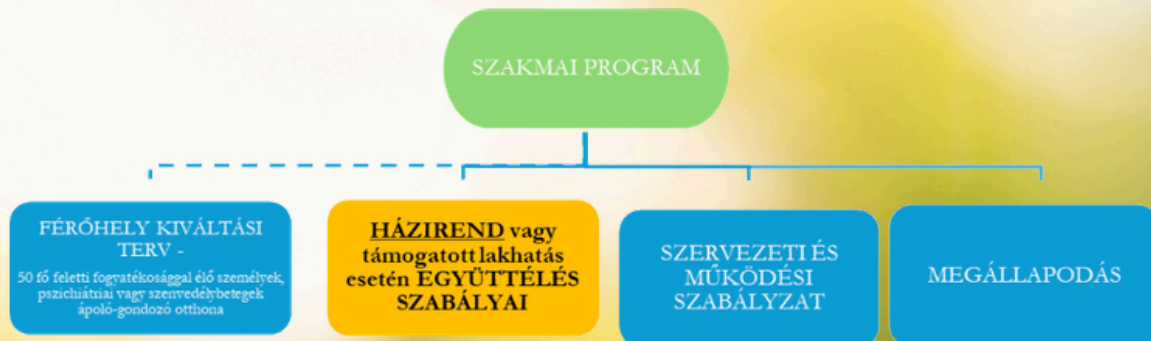 SZAKMAI PROGRAM
FÉRŐHELY KIVÁLTÁSI
TERV -
50 fő feletti fogyatékosággal élő személyek,
pszichiátriai vagy szenvedélybetegek
ápoló-gondozó otthona
HÁZIREND vagy
támogatott lakhatás
esetén EGYÜTTÉLÉS
SZABÁLYAI
SZERVEZETI ÉS
MŰKÖDÉSI
SZABÁLYZAT
MEGÁLLAPODÁS